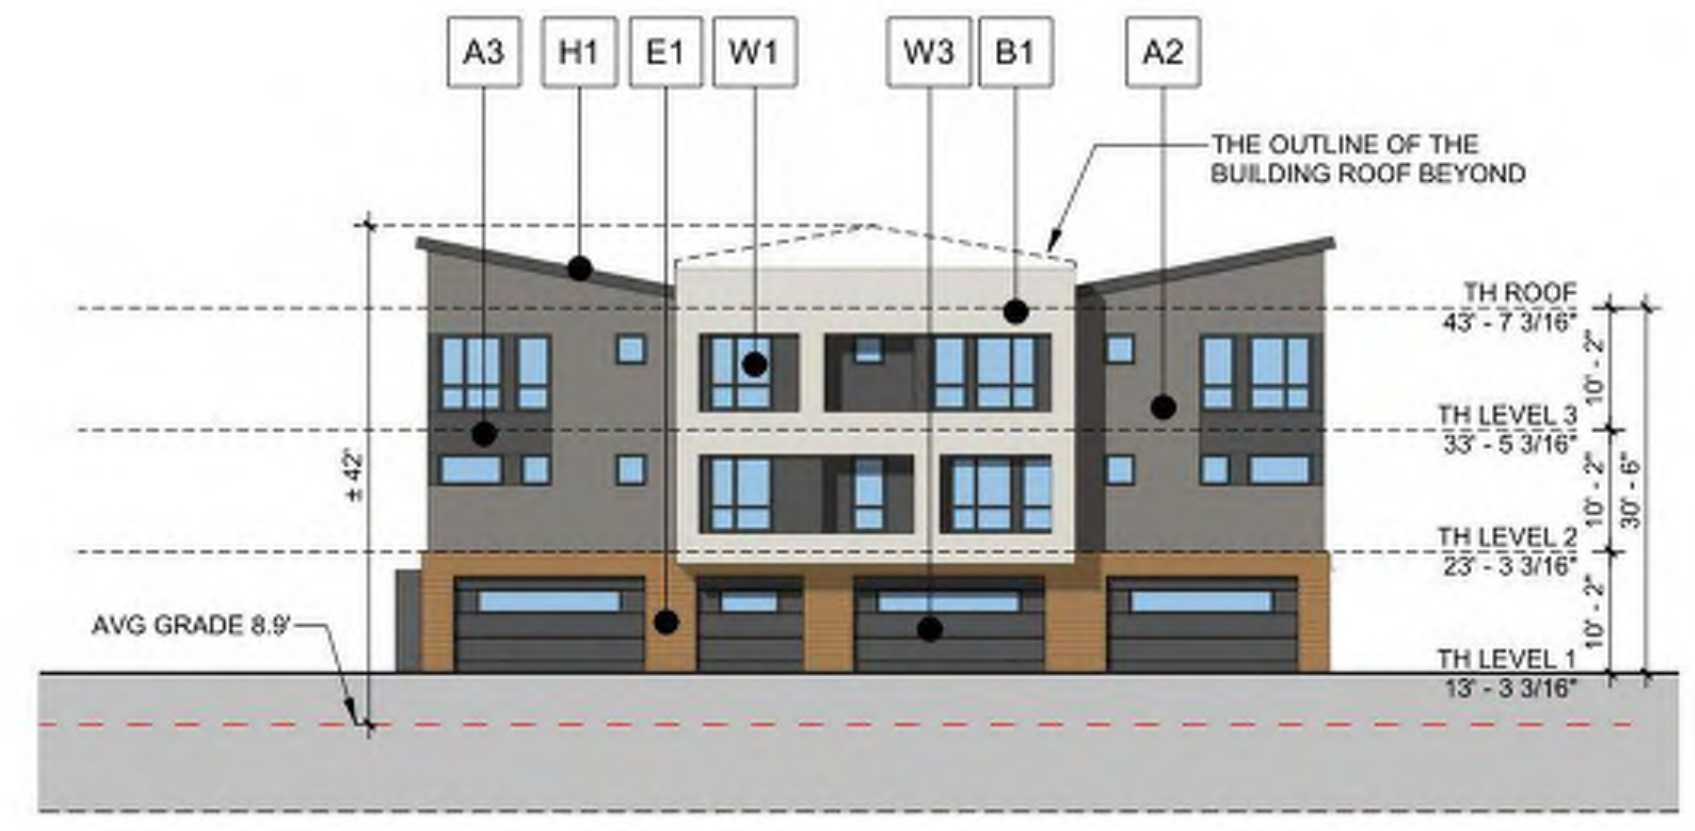 A3 H1 E1 W1 W3 B1 A2
THE OUTLINE OF THE
BUILDING ROOF BEYOND
TH ROOF
43' - 7 3/16"
10' - 2"
TH LEVEL 3
33' - 5 3/16"
± 42'
10' - 2"
30' - 6"
TH LEVEL 2
23' - 3 3/16"
10' - 2"
AVG GRADE 8.9'
TH LEVEL 1
13' - 3 3/16"